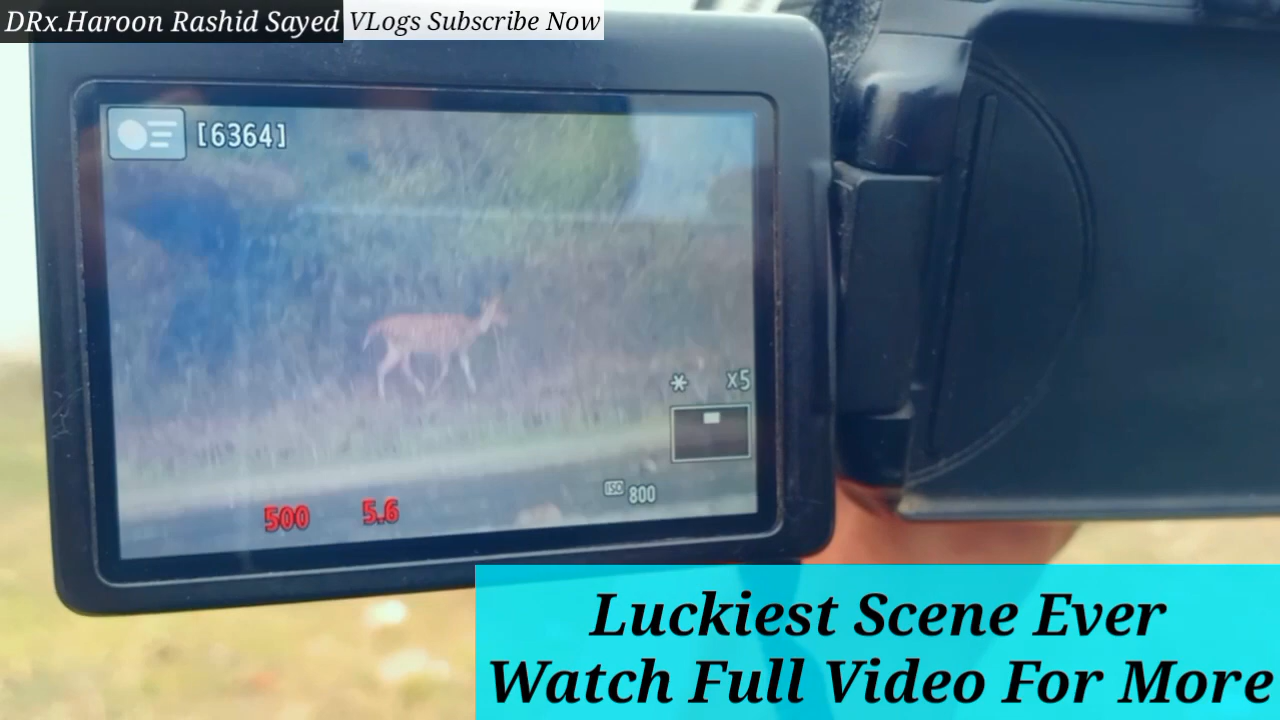 DRx.Haroon Rashid Sayed VLogs Subscribe Now
[6364]
* x5
ISO 800
500 5.6
Luckiest Scene Ever
Watch Full Video For More